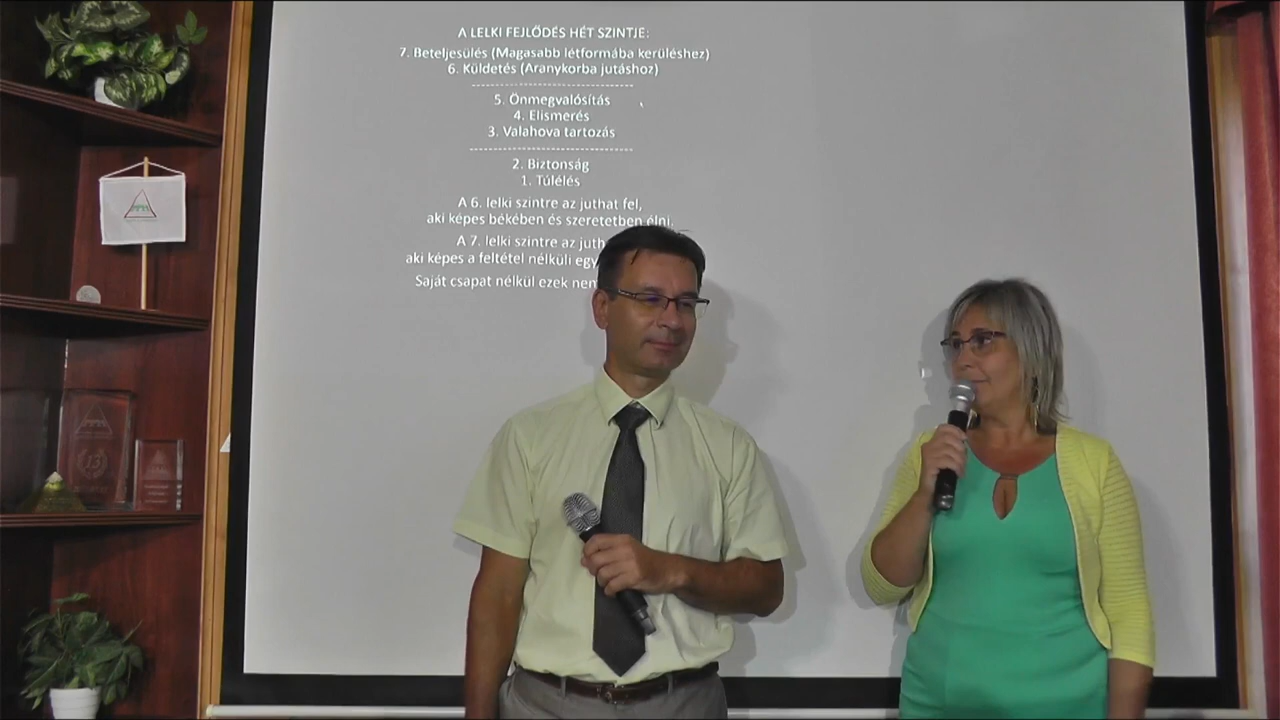 A LELKI FEJLŐDÉS HÉT SZINTJE:
7. Beteljesülés (Magasabb létformába kerüléshez)
6. Küldetés (Aranykorba jutáshoz)
5. Önmegvalósítás
4. Elismerés
3. Valahova tartozás
2. Biztonság
1. Túlélés
A 6. lelki szintre az juthat fel,
aki képes békében és szeretetben élni.
A 7. lelki szintre az juth
aki képes a feltétel nélküli egy
Saját csapat nélkül ezek nem
13